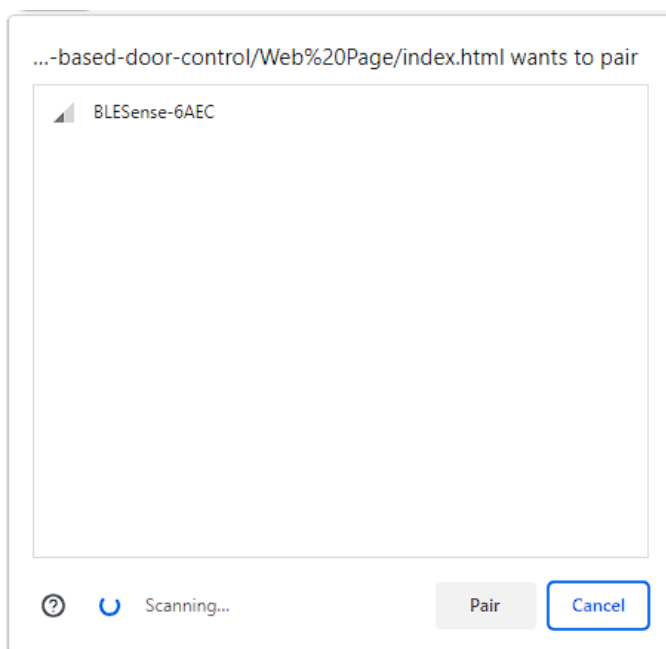 ...-based-door-control/Web%20Page/index.html wants to pair
BLESense-6AEC
Scanning...
Pair
Cancel